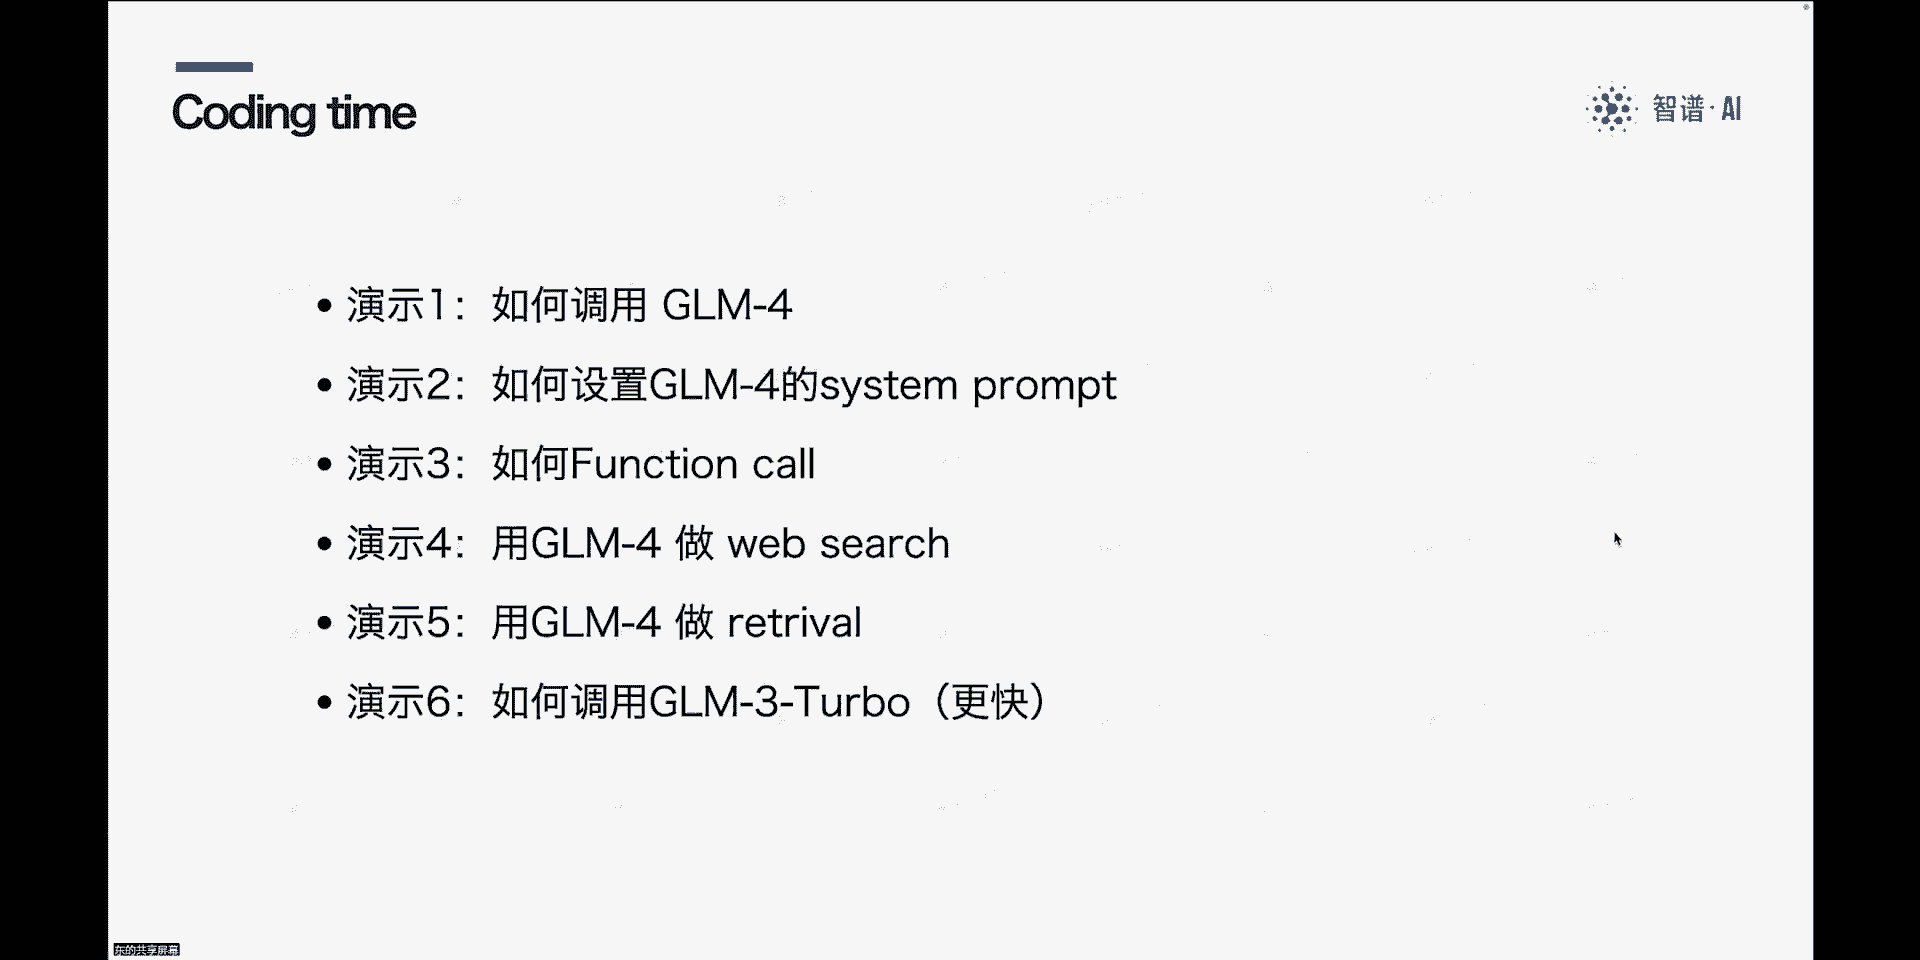 Coding time
智谱·AI
• 演示1：如何调用 GLM-4
• 演示2：如何设置GLM-4的system prompt
• 演示3：如何Function call
• 演示4：用GLM-4 做 web search
• 演示5：用GLM-4 做 retrival
• 演示6：如何调用GLM-3-Turbo（更快）
东的共享屏幕